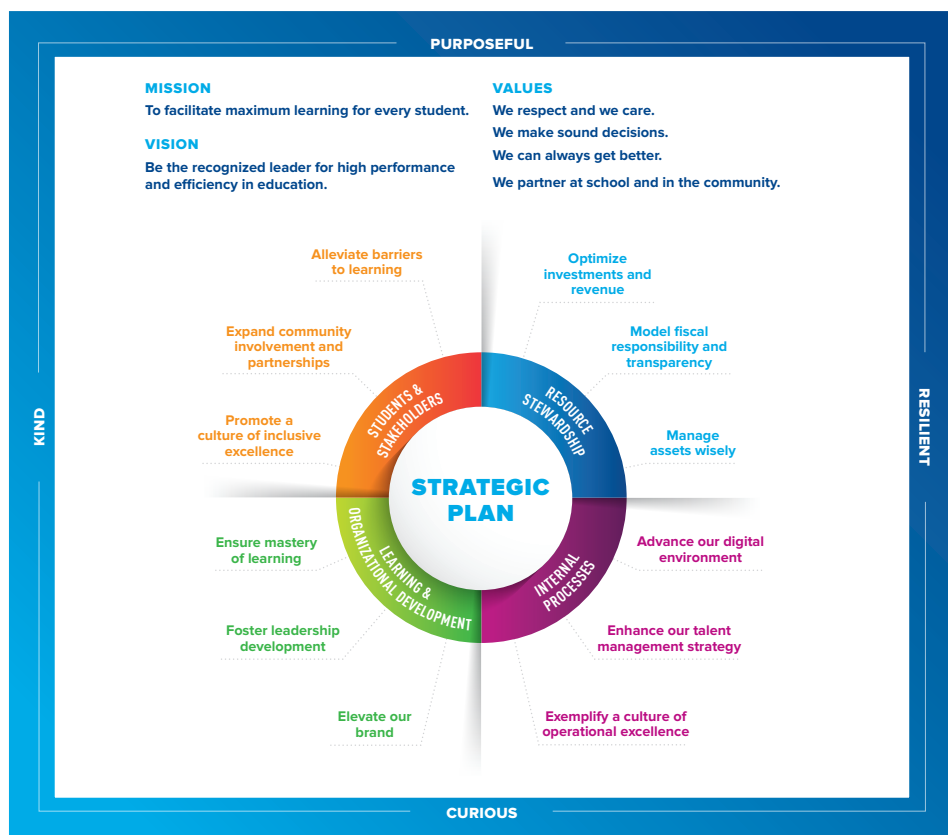 PURPOSEFUL
MISSION
To facilitate maximum learning for every student.
VISION
Be the recognized leader for high performance
and efficiency in education.
VALUES
We respect and we care.
We make sound decisions.
We can always get better.
We partner at school and in the community.
KIND
RESILIENT
Alleviate barriers
to learning
Expand community
involvement and
partnerships
Promote a
culture of inclusive
excellence
STUDENTS &
STAKEHOLDERS
Optimize
investments and
revenue
Model fiscal
responsibility and
transparency
Manage
assets wisely
RESOURCE
STEWARDSHIP
STRATEGIC
PLAN
Ensure mastery
of learning
Foster leadership
development
Elevate our
brand
LEARNING &
ORGANIZATIONAL DEVELOPMENT
Advance our digital
environment
Enhance our talent
management strategy
Exemplify a culture of
operational excellence
INTERNAL
PROCESSES
CURIOUS